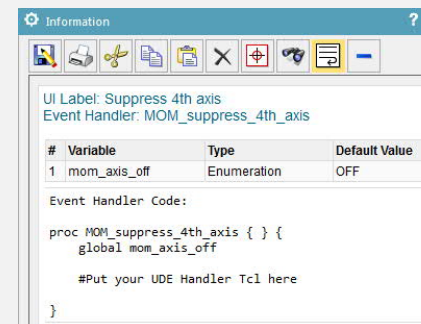 Information ?
UI Label: Suppress 4th axis
Event Handler: MOM_suppress_4th_axis
# Variable Type Default Value
1 mom_axis_off Enumeration OFF
Event Handler Code:
proc MOM_suppress_4th_axis { } {
global mom_axis_off
#Put your UDE Handler Tcl here
}